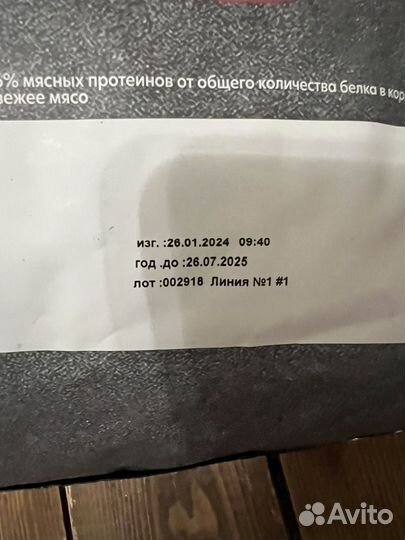 % мясных протеинов от общего количества белка в кор
вежее мясо
изг. :26.01.2024 09:40
год .до :26.07.2025
лот :002918 Линия №1 #1
Avito